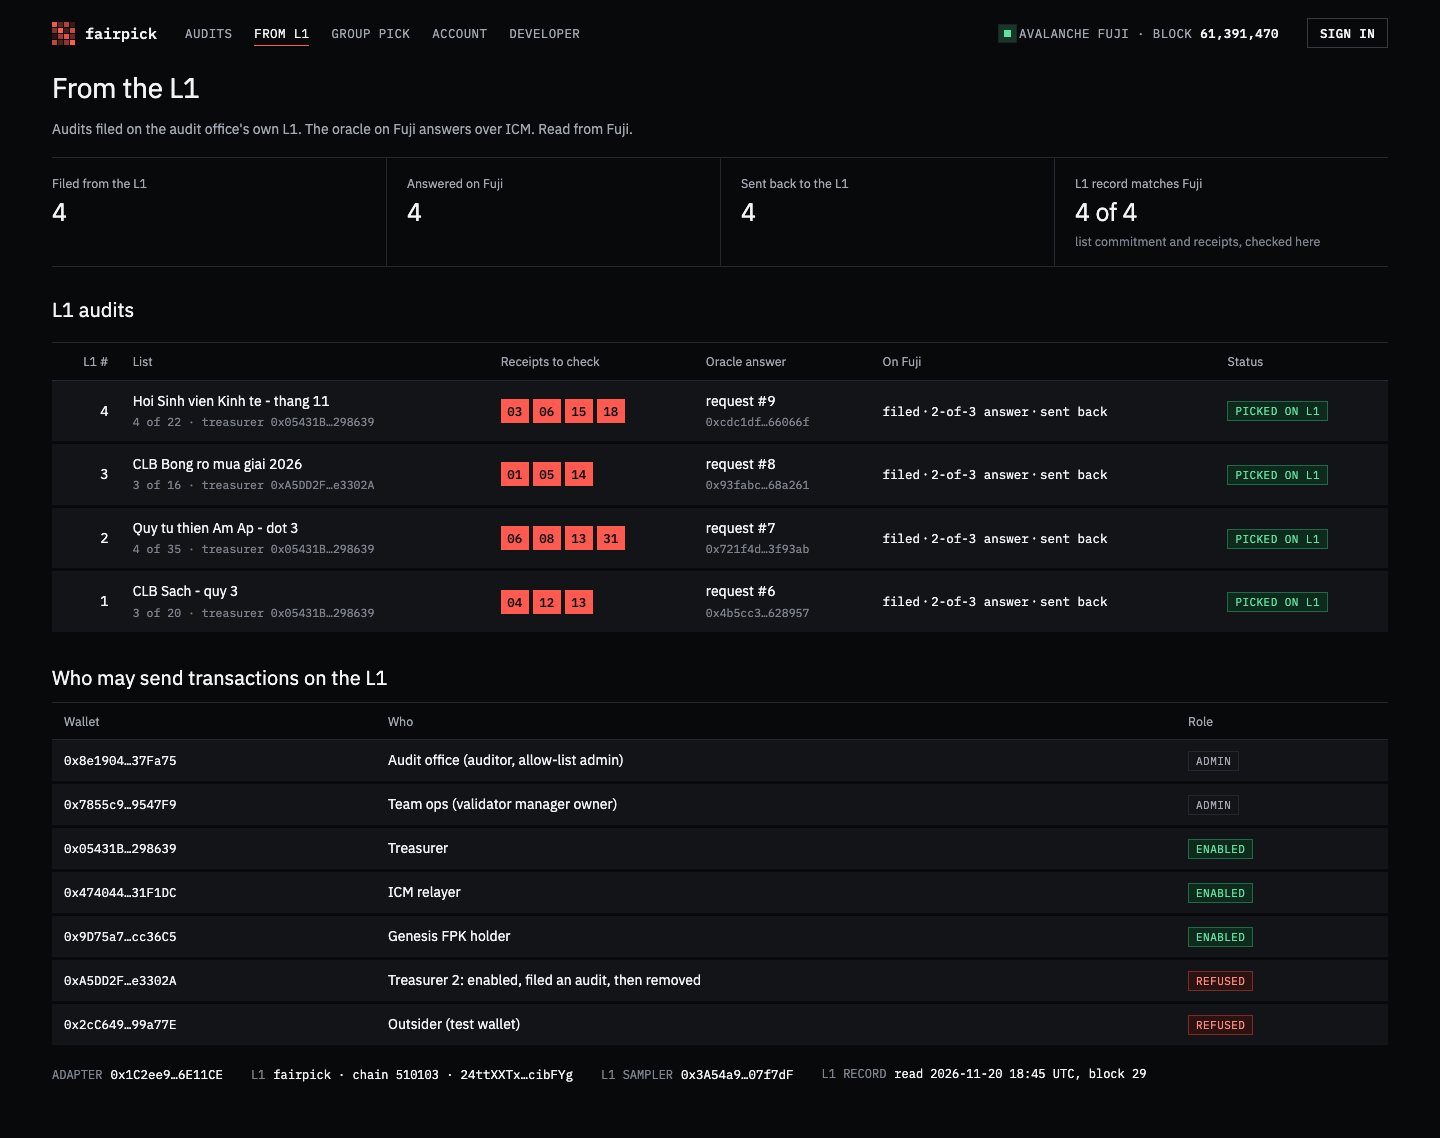 fairpick AUDITS FROM L1 GROUP PICK ACCOUNT DEVELOPER AVALANCHE FUJI · BLOCK 61,391,470 SIGN IN
From the L1
Audits filed on the audit office's own L1. The oracle on Fuji answers over ICM. Read from Fuji.
Filed from the L1 Answered on Fuji Sent back to the L1 L1 record matches Fuji
4 4 4 4 of 4
list commitment and receipts, checked here
L1 audits
L1 # List Receipts to check Oracle answer On Fuji Status
4 Hoi Sinh vien Kinh te - thang 11 03 06 15 18 request #9 filed · 2-of-3 answer · sent back PICKED ON L1
4 of 22 · treasurer 0x05431B…298639 0xcdc1df…66066f
3 CLB Bong ro mua giai 2026 01 05 14 request #8 filed · 2-of-3 answer · sent back PICKED ON L1
3 of 16 · treasurer 0xA5DD2F…e3302A 0x93fabc…68a261
2 Quy tu thien Am Ap - dot 3 06 08 13 31 request #7 filed · 2-of-3 answer · sent back PICKED ON L1
4 of 35 · treasurer 0x05431B…298639 0x721f4d…3f93ab
1 CLB Sach - quy 3 04 12 13 request #6 filed · 2-of-3 answer · sent back PICKED ON L1
3 of 20 · treasurer 0x05431B…298639 0x4b5cc3…628957
Who may send transactions on the L1
Wallet Who Role
0x8e1904…37Fa75 Audit office (auditor, allow-list admin) ADMIN
0x7855c9…9547F9 Team ops (validator manager owner) ADMIN
0x05431B…298639 Treasurer ENABLED
0x474044…31F1DC ICM relayer ENABLED
0x9D75a7…cc36C5 Genesis FPK holder ENABLED
0xA5DD2F…e3302A Treasurer 2: enabled, filed an audit, then removed REFUSED
0x2cC649…99a77E Outsider (test wallet) REFUSED
ADAPTER 0x1C2ee9…6E11CE L1 fairpick · chain 510103 · 24ttXXTx…cibFYg L1 SAMPLER 0x3A54a9…07f7dF L1 RECORD read 2026-11-20 18:45 UTC, block 29